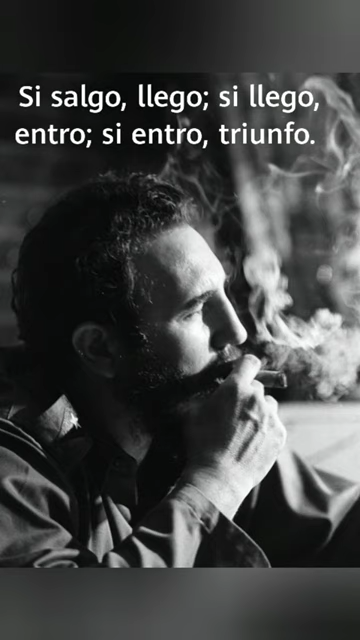 Si salgo, llego; si llego,
entro; si entro, triunfo.